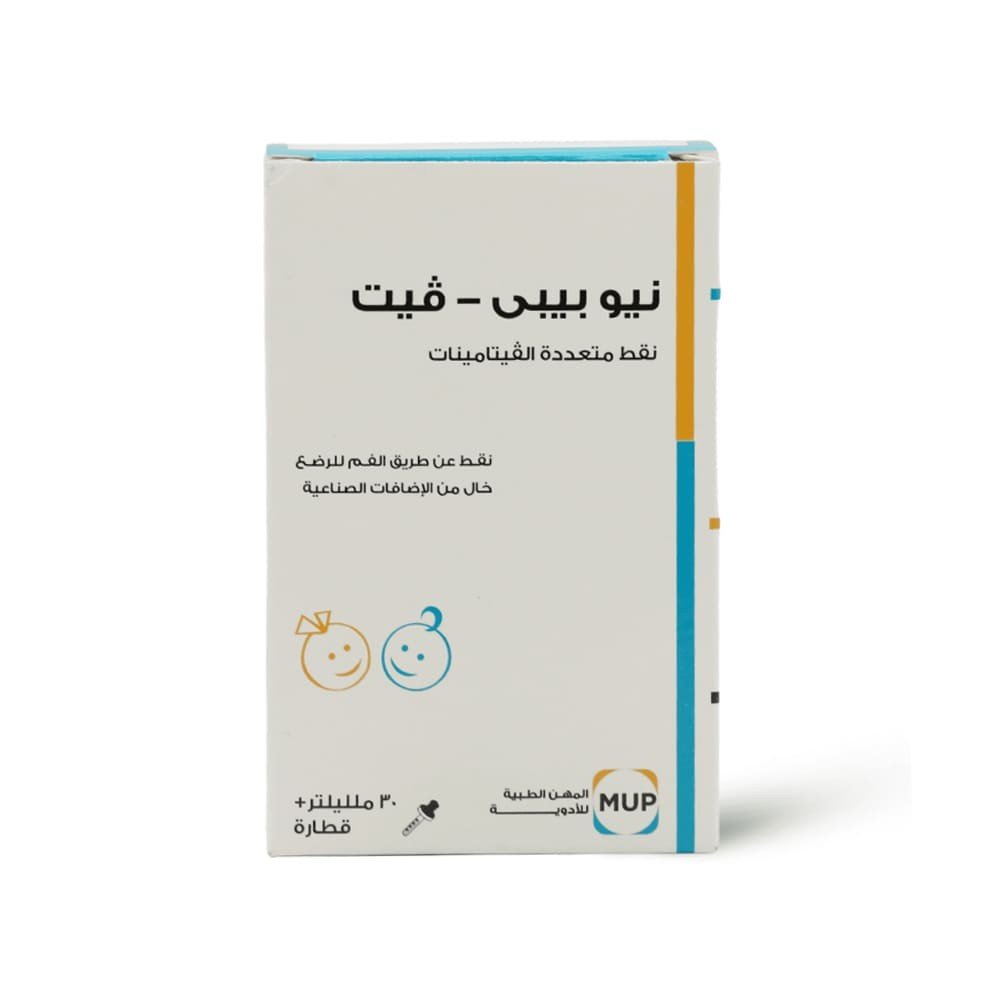 نيو بيبى - ڤيت
نقط متعددة الڤيتامينات
نقط عن طريق الفم للرضع
خال من الإضافات الصناعية
٣٠ ملليلتر+
قطارة
المهن الطبية
للأدويـــة
MUP